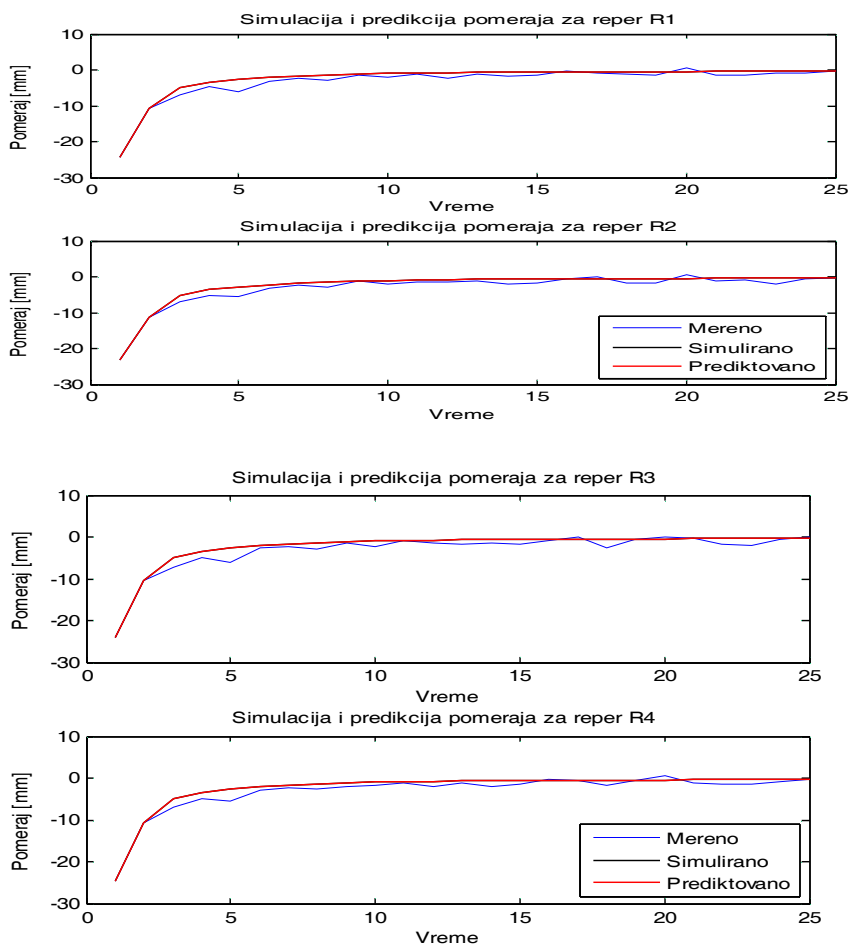 Simulacija i predikcija pomeraja za reper R1
10
0
-10
-20
-30
Pomeraj [mm]
0 5 10 15 20 25
Vreme
Simulacija i predikcija pomeraja za reper R2
10
0
-10
-20
-30
Pomeraj [mm]
Mereno
Simulirano
Prediktovano
0 5 10 15 20 25
Vreme
Simulacija i predikcija pomeraja za reper R3
10
0
-10
-20
-30
Pomeraj [mm]
0 5 10 15 20 25
Vreme
Simulacija i predikcija pomeraja za reper R4
10
0
-10
-20
-30
Pomeraj [mm]
Mereno
Simulirano
Prediktovano
0 5 10 15 20 25
Vreme